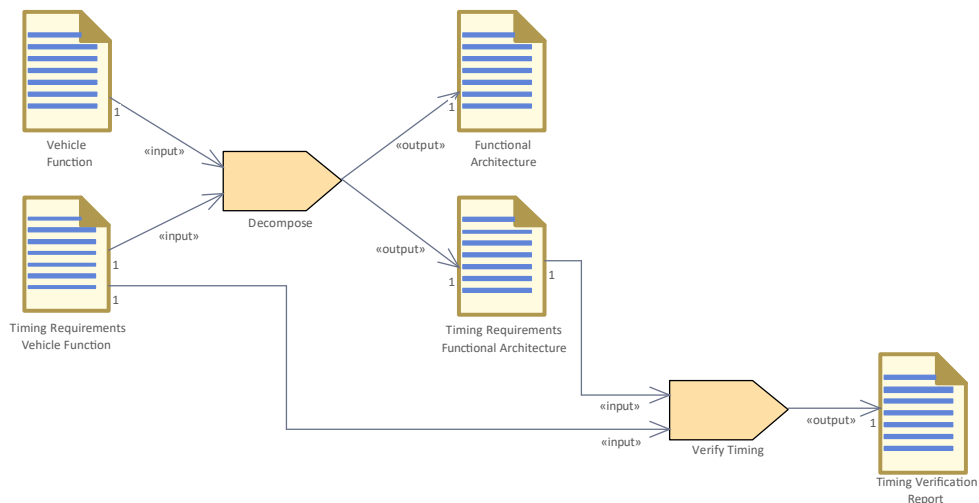 1
1
Vehicle
Function
«input»
«output»
Functional
Architecture
Decompose
«input»
«output»
1
1
1
1
Timing Requirements
Vehicle Function
Timing Requirements
Functional Architecture
«input»
«input»
Verify Timing
«output»
1
Timing Verification
Report